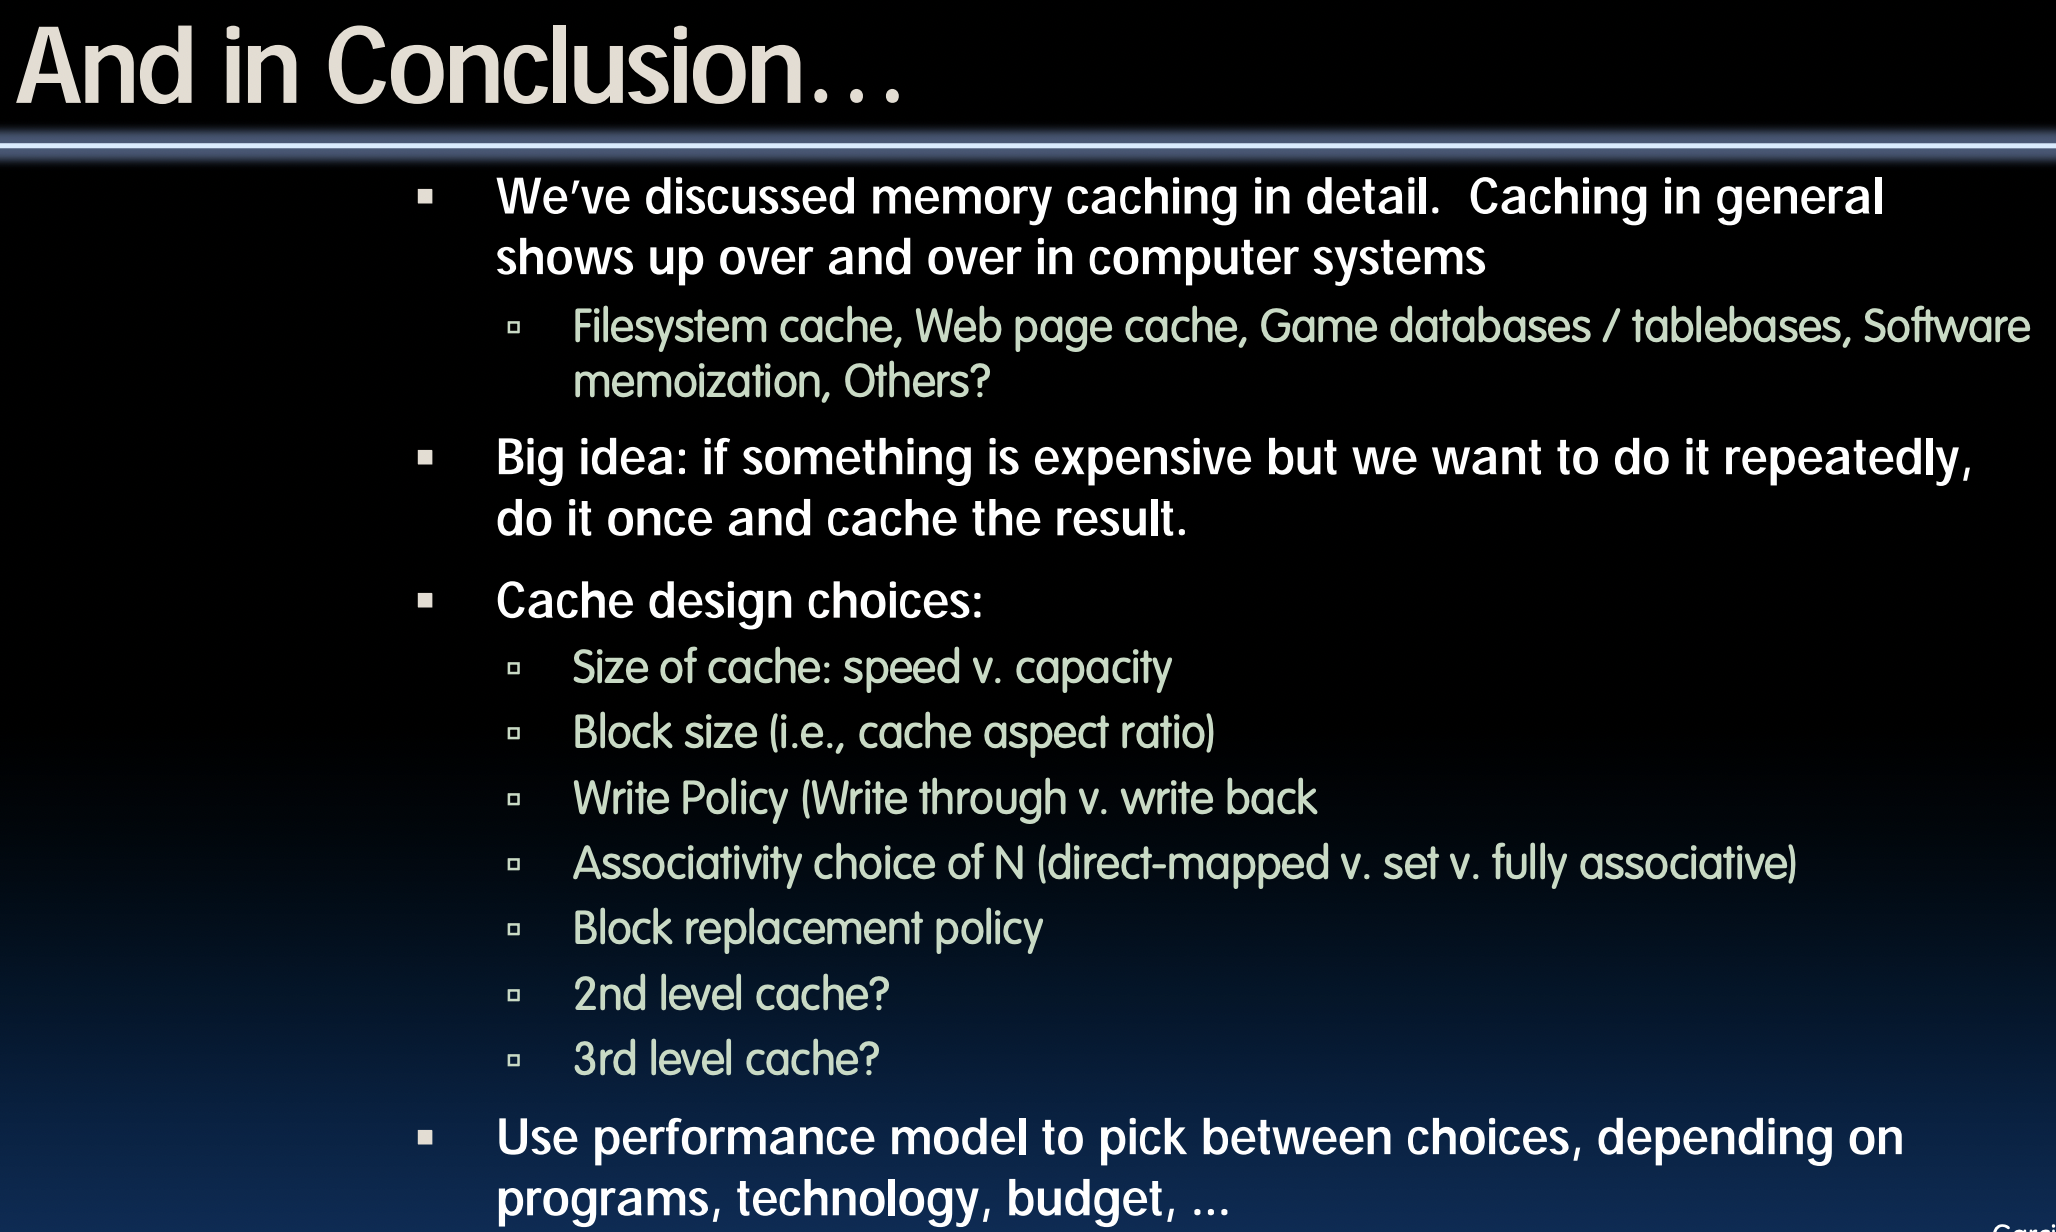 And in Conclusion…
We’ve discussed memory caching in detail.  Caching in general
shows up over and over in computer systems
Filesystem cache, Web page cache, Game databases / tablebases, Software
memoization, Others?
Big idea: if something is expensive but we want to do it repeatedly,
do it once and cache the result.
Cache design choices:
Size of cache: speed v. capacity
Block size (i.e., cache aspect ratio)
Write Policy (Write through v. write back
Associativity choice of N (direct-mapped v. set v. fully associative)
Block replacement policy
2nd level cache?
3rd level cache?
Use performance model to pick between choices, depending on
programs, technology, budget, ...